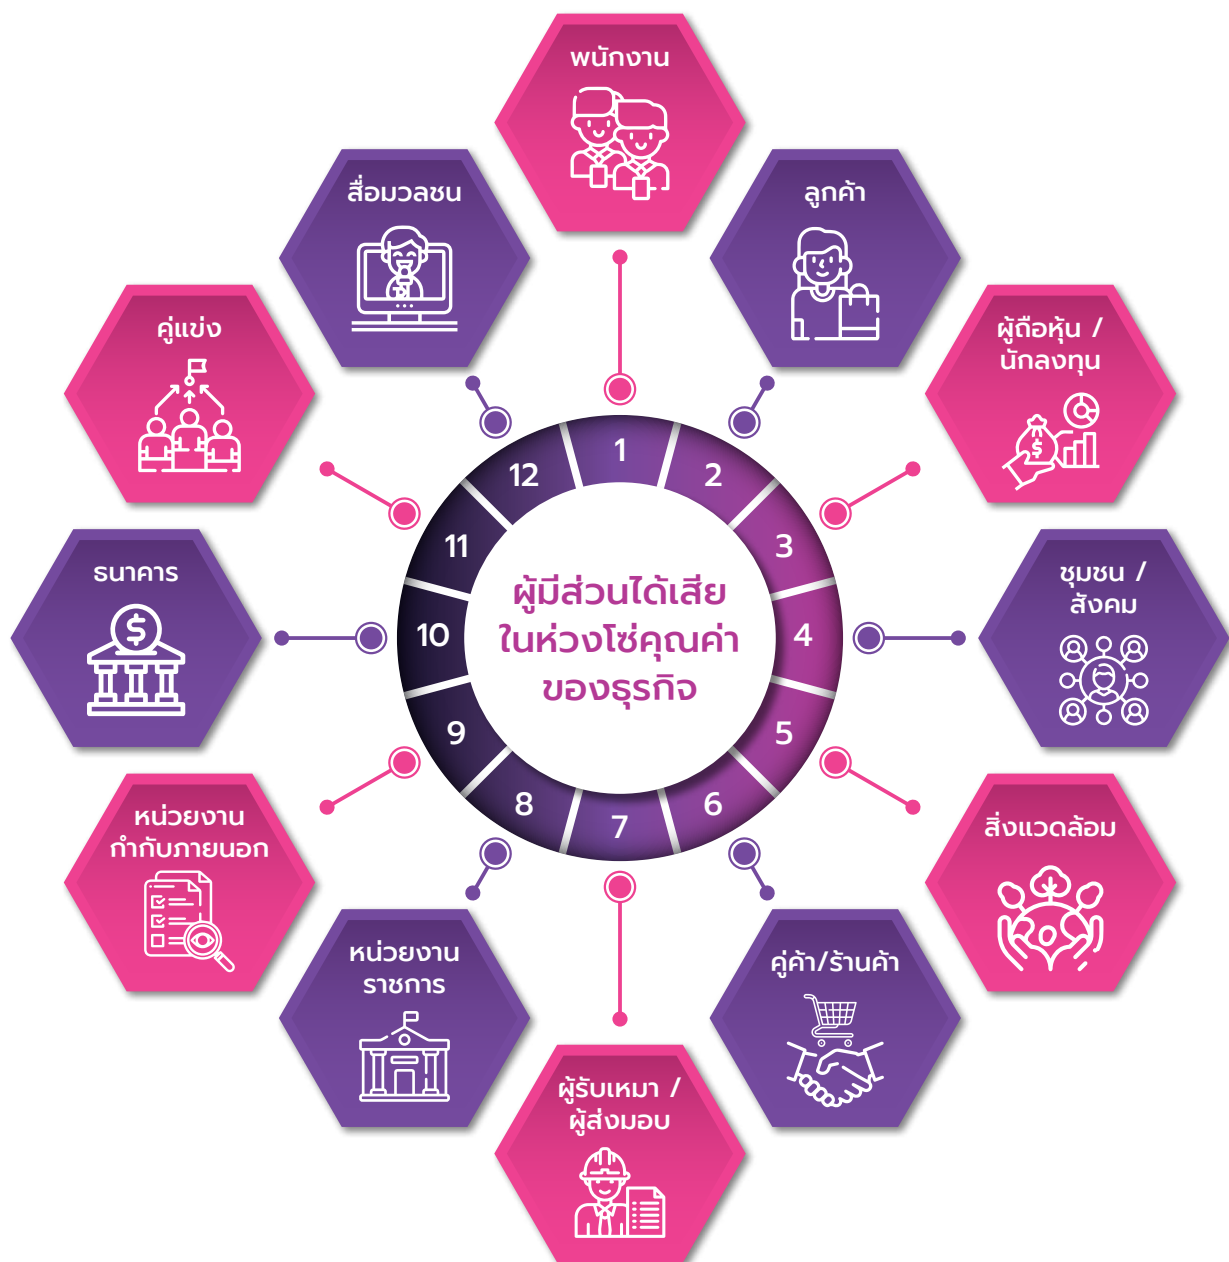 พนักงาน
ลูกค้า
ผู้ถือหุ้น /
นักลงทุน
ชุมชน /
สังคม
สิ่งแวดล้อม
คู่ค้า/ร้านค้า
ผู้รับเหมา /
ผู้ส่งมอบ
หน่วยงาน
ราชการ
หน่วยงาน
กำกับภายนอก
ธนาคาร
คู่แข่ง
สื่อมวลชน
1
2
3
4
5
6
7
8
9
10
11
12
ผู้มีส่วนได้เสีย
ในห่วงโซ่คุณค่า
ของธุรกิจ